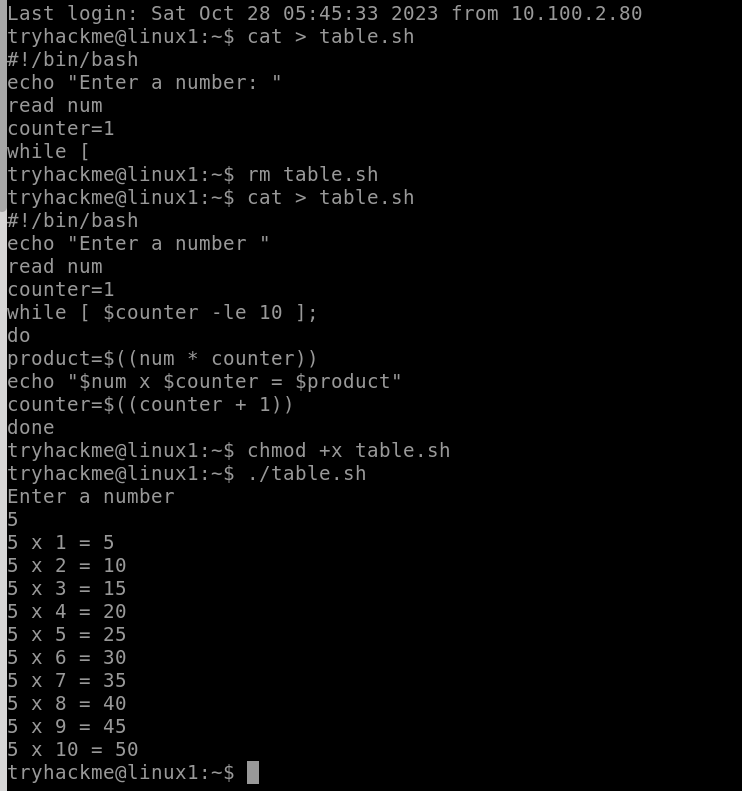 Last login: Sat Oct 28 05:45:33 2023 from 10.100.2.80
tryhackme@linux1:~$ cat > table.sh
#!/bin/bash
echo "Enter a number: "
read num
counter=1
while [
tryhackme@linux1:~$ rm table.sh
tryhackme@linux1:~$ cat > table.sh
#!/bin/bash
echo "Enter a number "
read num
counter=1
while [ $counter -le 10 ];
do
product=$((num * counter))
echo "$num x $counter = $product"
counter=$((counter + 1))
done
tryhackme@linux1:~$ chmod +x table.sh
tryhackme@linux1:~$ ./table.sh
Enter a number
5
5 x 1 = 5
5 x 2 = 10
5 x 3 = 15
5 x 4 = 20
5 x 5 = 25
5 x 6 = 30
5 x 7 = 35
5 x 8 = 40
5 x 9 = 45
5 x 10 = 50
tryhackme@linux1:~$